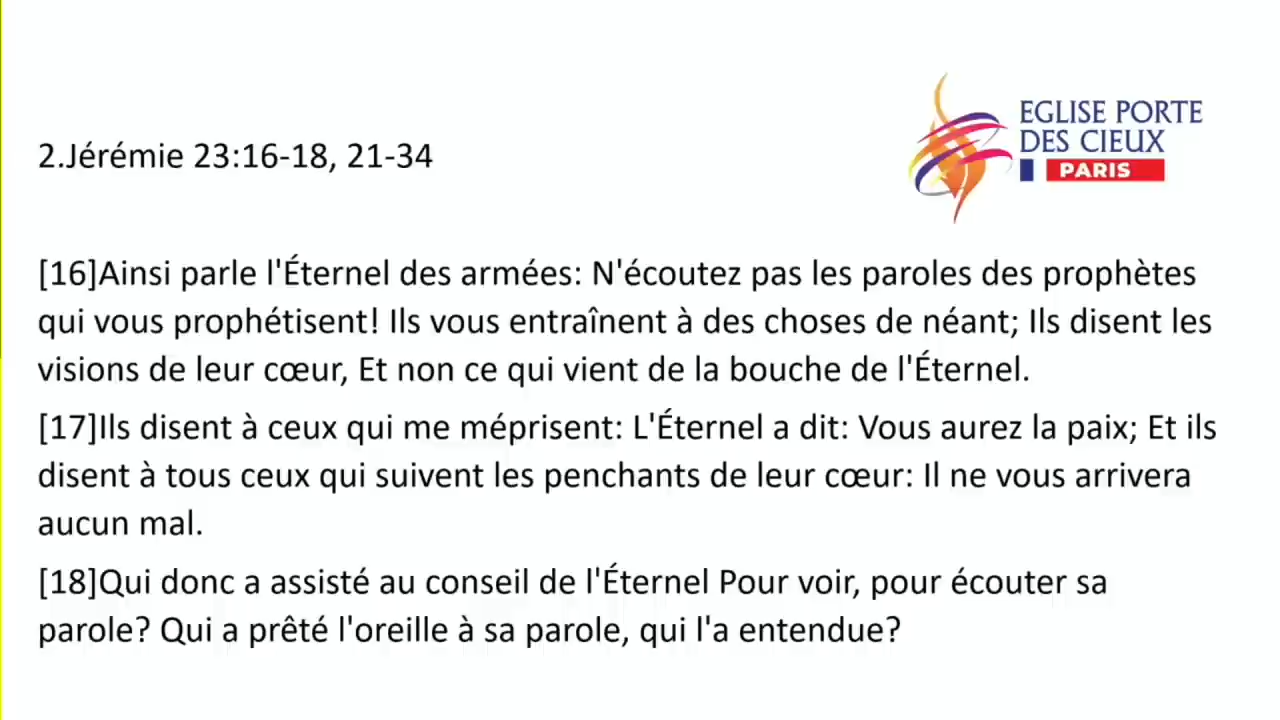 2.Jérémie 23:16-18, 21-34
EGLISE PORTE
DES CIEUX
PARIS
[16]Ainsi parle l'Éternel des armées: N'écoutez pas les paroles des prophètes
qui vous prophétisent! Ils vous entraînent à des choses de néant; Ils disent les
visions de leur cœur, Et non ce qui vient de la bouche de l'Éternel.
[17]Ils disent à ceux qui me méprisent: L'Éternel a dit: Vous aurez la paix; Et ils
disent à tous ceux qui suivent les penchants de leur cœur: Il ne vous arrivera
aucun mal.
[18]Qui donc a assisté au conseil de l'Éternel Pour voir, pour écouter sa
parole? Qui a prêté l'oreille à sa parole, qui l'a entendue?